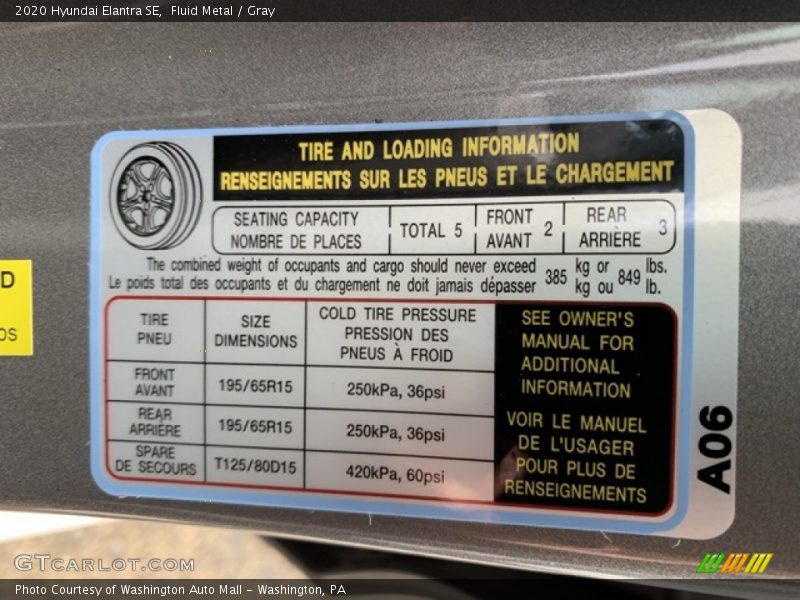 2020 Hyundai Elantra SE,  Fluid Metal / Gray
TIRE AND LOADING INFORMATION
RENSEIGNEMENTS SUR LES PNEUS ET LE CHARGEMENT
SEATING CAPACITY
NOMBRE DE PLACES
TOTAL 5
FRONT
AVANT
2
REAR
ARRIÈRE
3
The combined weight of occupants and cargo should never exceed
Le poids total des occupants et du chargement ne doit jamais dépasser
385
kg or
kg ou
849
lbs.
lb.
TIRE
PNEU
SIZE
DIMENSIONS
COLD TIRE PRESSURE
PRESSION DES
PNEUS À FROID
FRONT
AVANT
195/65R15
250kPa, 36psi
REAR
ARRIÈRE
195/65R15
250kPa, 36psi
SPARE
DE SECOURS
T125/80D15
420kPa, 60psi
SEE OWNER'S
MANUAL FOR
ADDITIONAL
INFORMATION
VOIR LE MANUEL
DE L'USAGER
POUR PLUS DE
RENSEIGNEMENTS
A06
D
OS
GTcarlot.com
Photo Courtesy of Washington Auto Mall - Washington, PA